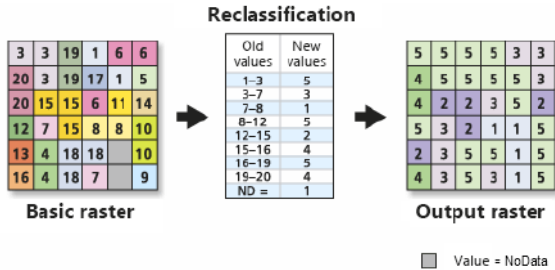 Reclassification
3 3 19 1 6 6
20 3 19 17 1 5
20 15 15 6 11 14
12 7 15 8 8 10
13 4 18 18 10
16 4 18 7 9
Basic raster
Old values New values
1–3 5
3–7 3
7–8 1
8–12 5
12–15 2
15–16 4
16–19 5
19–20 4
ND = 1
5 5 5 5 3 3
4 5 5 5 5 3
4 2 2 3 5 2
5 3 2 1 1 5
2 3 5 5 1 5
4 3 5 3 1 5
Output raster
Value = NoData